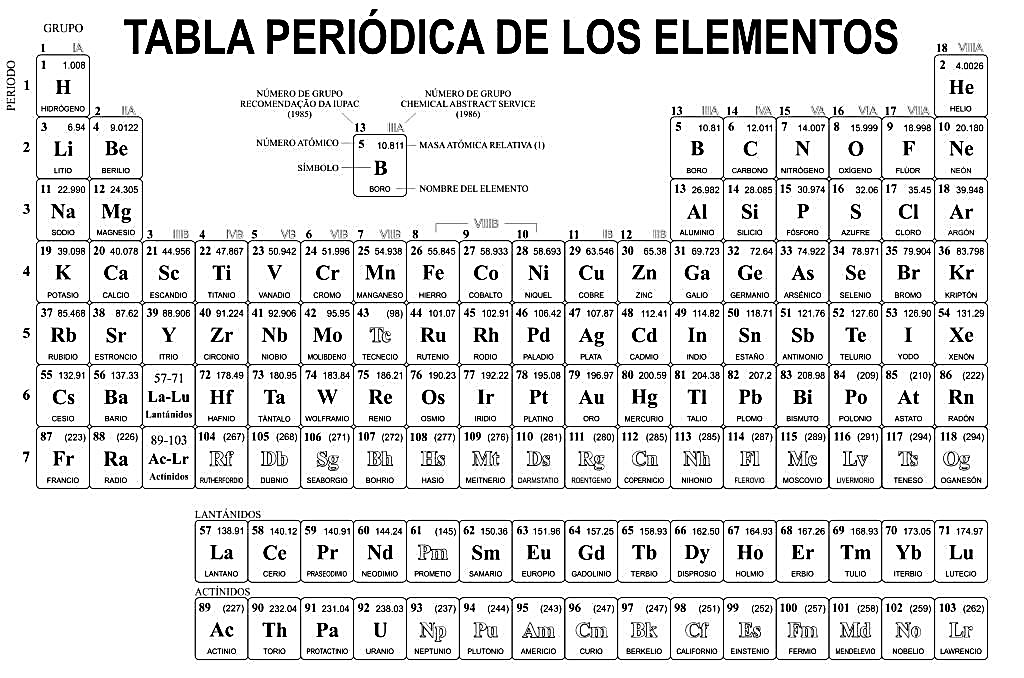 TABLA PERIÓDICA DE LOS ELEMENTOS
GRUPO
PERIODO
1 IA
18 VIIIA
1
1 1.008
H
HIDRÓGENO
2 4.0026
He
HELIO
NÚMERO DE GRUPO
RECOMENDAÇÃO DA IUPAC
(1985)
NÚMERO DE GRUPO
CHEMICAL ABSTRACT SERVICE
(1986)
13 IIIA
NÚMERO ATÓMICO
5 10.811
MASA ATÓMICA RELATIVA (1)
SÍMBOLO
B
BORO
NOMBRE DEL ELEMENTO
2 IIA
13 IIIA 14 IVA 15 VA 16 VIA 17 VIIA
2
3 6.94 4 9.0122 5 10.81 6 12.011 7 14.007 8 15.999 9 18.998 10 20.180
Li Be B C N O F Ne
LITIO BERILIO BORO CARBONO NITRÓGENO OXÍGENO FLÚOR NEÓN
3
11 22.990 12 24.305 13 26.982 14 28.085 15 30.974 16 32.06 17 35.45 18 39.948
Na Mg Al Si P S Cl Ar
SODIO MAGNESIO ALUMINIO SILICIO FÓSFORO AZUFRE CLORO ARGÓN
VIIIB
3 IIIB 4 IVB 5 VB 6 VIB 7 VIIB 8 9 10 11 IB 12 IIB
4
19 39.098 20 40.078 21 44.956 22 47.867 23 50.942 24 51.996 25 54.938 26 55.845 27 58.933 28 58.693 29 63.546 30 65.38 31 69.723 32 72.64 33 74.922 34 78.971 35 79.904 36 83.798
K Ca Sc Ti V Cr Mn Fe Co Ni Cu Zn Ga Ge As Se Br Kr
POTASIO CALCIO ESCANDIO TITANIO VANADIO CROMO MANGANESO HIERRO COBALTO NIQUEL COBRE ZINC GALIO GERMANIO ARSÉNICO SELENIO BROMO KRIPTÓN
5
37 85.468 38 87.62 39 88.906 40 91.224 41 92.906 42 95.95 43 (98) 44 101.07 45 102.91 46 106.42 47 107.87 48 112.41 49 114.82 50 118.71 51 121.76 52 127.60 53 126.90 54 131.29
Rb Sr Y Zr Nb Mo Tc Ru Rh Pd Ag Cd In Sn Sb Te I Xe
RUBIDIO ESTRONCIO ITRIO CIRCONIO NIOBIO MOLIBDENO TECNECIO RUTENIO RODIO PALADIO PLATA CADMIO INDIO ESTAÑO ANTIMONIO TELURIO YODO XENÓN
6
55 132.91 56 137.33 57-71 72 178.49 73 180.95 74 183.84 75 186.21 76 190.23 77 192.22 78 195.08 79 196.97 80 200.59 81 204.38 82 207.2 83 208.98 84 (209) 85 (210) 86 (222)
Cs Ba La-Lu Hf Ta W Re Os Ir Pt Au Hg Tl Pb Bi Po At Rn
CESIO BARIO Lantánidos HAFNIO TÁNTALO WOLFRAMIO RENIO OSMIO IRIDIO PLATINO ORO MERCURIO TALIO PLOMO BISMUTO POLONIO ASTATO RADÓN
7
87 (223) 88 (226) 89-103 104 (267) 105 (268) 106 (271) 107 (272) 108 (277) 109 (276) 110 (281) 111 (280) 112 (285) 113 (285) 114 (287) 115 (289) 116 (291) 117 (294) 118 (294)
Fr Ra Ac-Lr Rf Db Sg Bh Hs Mt Ds Rg Cn Nh Fl Mc Lv Ts Og
FRANCIO RADIO Actínidos RUTHERFORDIO DUBNIO SEABORGIO BOHRIO HASIO MEITNERIO DARMSTATIO ROENTGENIO COPERNICIO NIHONIO FLEROVIO MOSCOVIO LIVERMORIO TENESO OGANESÓN
LANTÁNIDOS
57 138.91 58 140.12 59 140.91 60 144.24 61 (145) 62 150.36 63 151.96 64 157.25 65 158.93 66 162.50 67 164.93 68 167.26 69 168.93 70 173.05 71 174.97
La Ce Pr Nd Pm Sm Eu Gd Tb Dy Ho Er Tm Yb Lu
LANTANO CERIO PRASEODIMIO NEODIMIO PROMETIO SAMARIO EUROPIO GADOLINIO TERBIO DISPROSIO HOLMIO ERBIO TULIO ITERBIO LUTECIO
ACTÍNIDOS
89 (227) 90 232.04 91 231.04 92 238.03 93 (237) 94 (244) 95 (243) 96 (247) 97 (247) 98 (251) 99 (252) 100 (257) 101 (258) 102 (259) 103 (262)
Ac Th Pa U Np Pu Am Cm Bk Cf Es Fm Md No Lr
ACTINIO TORIO PROTACTINIO URANIO NEPTUNIO PLUTONIO AMERICIO CURIO BERKELIO CALIFORNIO EINSTENIO FERMIO MENDELEVIO NOBELIO LAWRENCIO